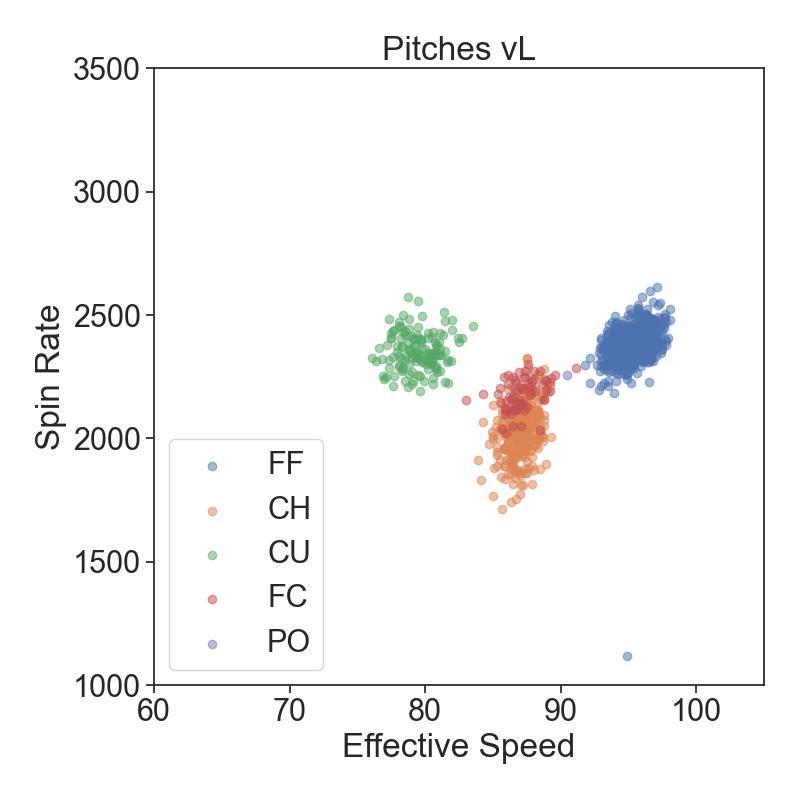 Pitches vL
3500
3000
2500
2000
1500
1000
Spin Rate
FF
CH
CU
FC
PO
60 70 80 90 100
Effective Speed